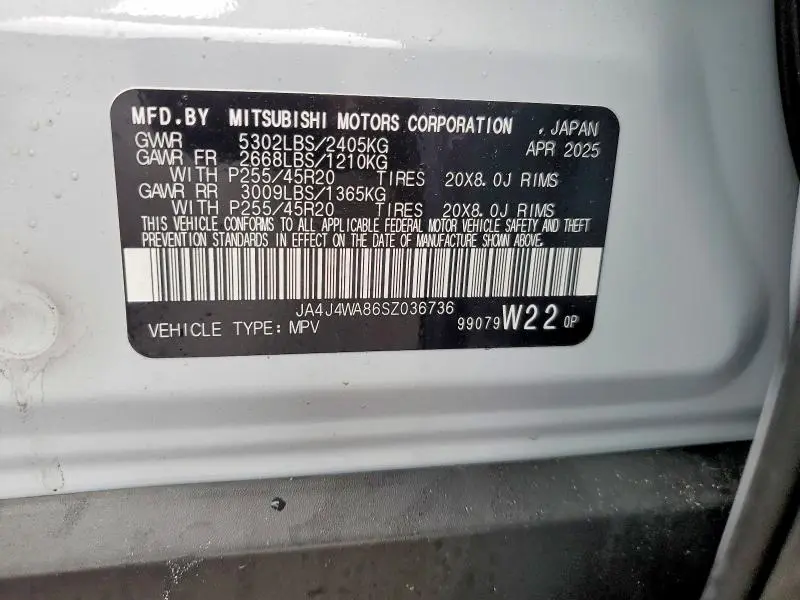 MFD.BY MITSUBISHI MOTORS CORPORATION , JAPAN
GVWR 5302LBS/2405KG APR 2025
GAWR FR 2668LBS/1210KG
WITH P255/45R20 TIRES 20X8.0J RIMS
GAWR RR 3009LBS/1365KG
WITH P255/45R20 TIRES 20X8.0J RIMS
THIS VEHICLE CONFORMS TO ALL APPLICABLE FEDERAL MOTOR VEHICLE SAFETY AND THEFT
PREVENTION STANDARDS IN EFFECT ON THE DATE OF MANUFACTURE SHOWN ABOVE.
JA4J4WA86SZ036736
VEHICLE TYPE: MPV 99079 W22 0P